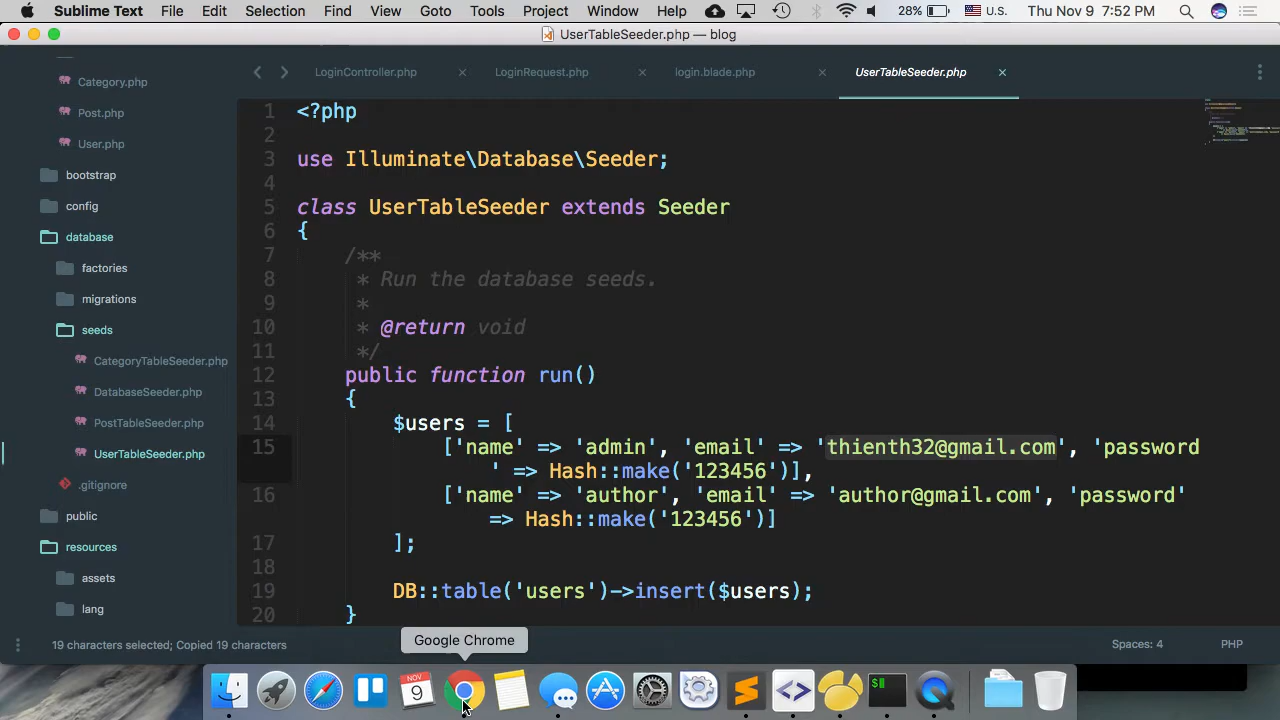 Sublime Text File Edit Selection Find View Goto Tools Project Window Help 28% U.S. Thu Nov 9 7:52 PM
UserTableSeeder.php — blog
LoginController.php × LoginRequest.php × login.blade.php × UserTableSeeder.php ×
Category.php
Post.php
User.php
bootstrap
config
database
factories
migrations
seeds
CategoryTableSeeder.php
DatabaseSeeder.php
PostTableSeeder.php
UserTableSeeder.php
.gitignore
public
resources
assets
lang
1 <?php
2
3 use Illuminate\Database\Seeder;
4
5 class UserTableSeeder extends Seeder
6 {
7 /**
8 * Run the database seeds.
9 *
10 * @return void
11 */
12 public function run()
13 {
14 $users = [
15 ['name' => 'admin', 'email' => 'thienth32@gmail.com', 'password
' => Hash::make('123456')],
16 ['name' => 'author', 'email' => 'author@gmail.com', 'password'
=> Hash::make('123456')]
17 ];
18
19 DB::table('users')->insert($users);
20 }
Google Chrome
19 characters selected; Copied 19 characters Spaces: 4 PHP
NOV
9
$